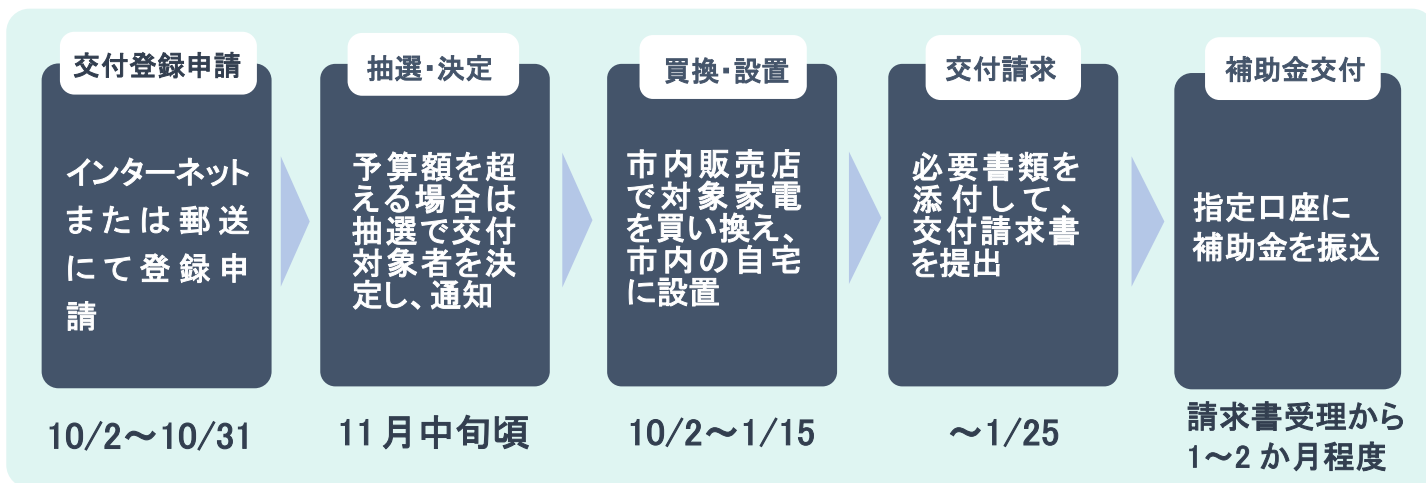 交付登録申請
インターネット
または郵送
にて登録申
請
10/2～10/31
抽選・決定
予算額を超
える場合は
抽選で交付
対象者を決
定し、通知
11月中旬頃
買換・設置
市内販売店
で対象家電
を買い換え、
市内の自宅
に設置
10/2～1/15
交付請求
必要書類を
添付して、
交付請求書
を提出
～1/25
補助金交付
指定口座に
補助金を振込
請求書受理から
1～2か月程度